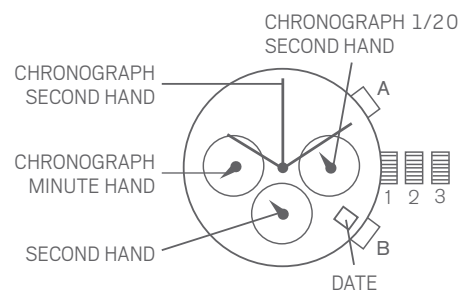 CHRONOGRAPH 1/20
SECOND HAND
CHRONOGRAPH
SECOND HAND
A
CHRONOGRAPH
MINUTE HAND
1 2 3
SECOND HAND
B
DATE